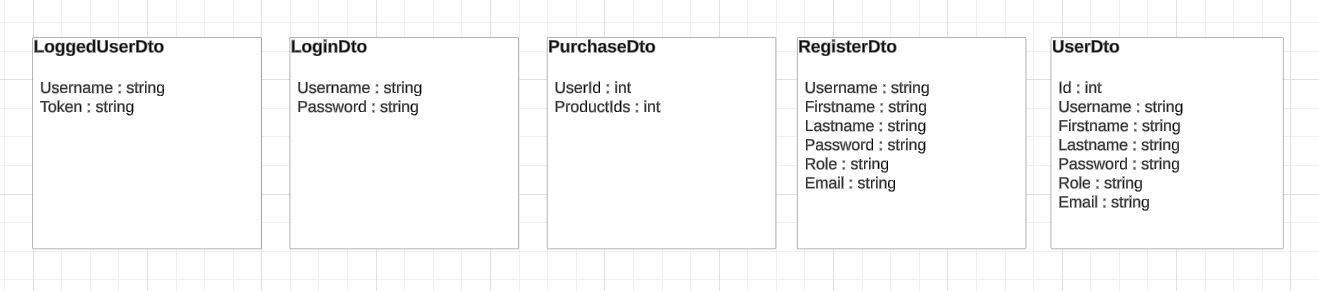 LoggedUserDto
Username : string
Token : string
LoginDto
Username : string
Password : string
PurchaseDto
UserId : int
ProductIds : int
RegisterDto
Username : string
Firstname : string
Lastname : string
Password : string
Role : string
Email : string
UserDto
Id : int
Username : string
Firstname : string
Lastname : string
Password : string
Role : string
Email : string